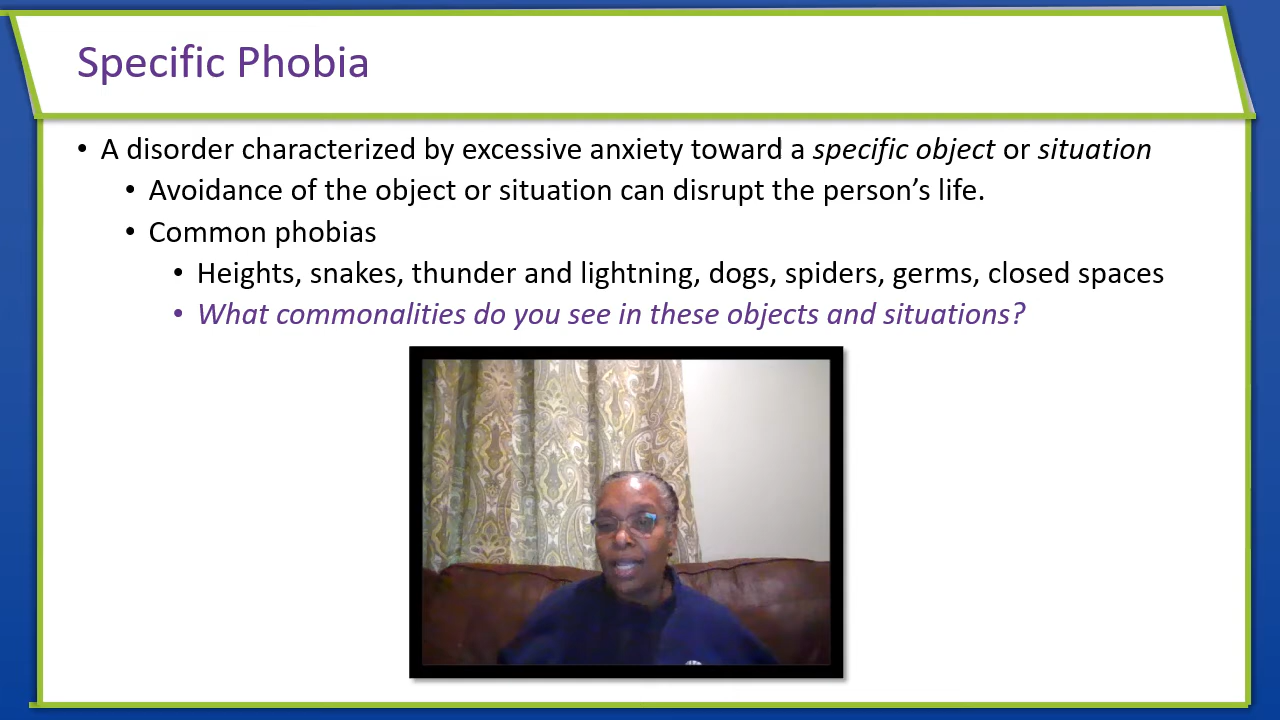 Specific Phobia
• A disorder characterized by excessive anxiety toward a specific object or situation
• Avoidance of the object or situation can disrupt the person’s life.
• Common phobias
• Heights, snakes, thunder and lightning, dogs, spiders, germs, closed spaces
• What commonalities do you see in these objects and situations?